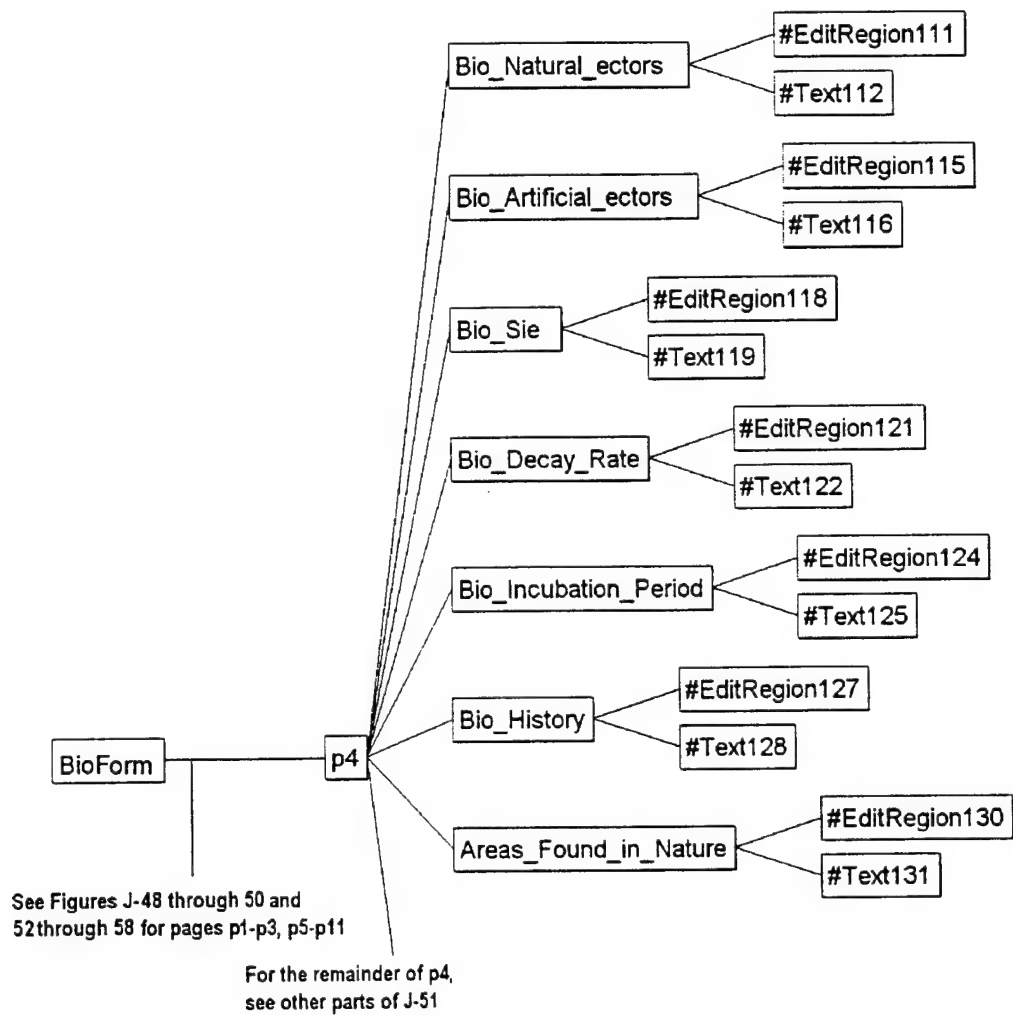 #EditRegion111
Bio_Natural_ectors
#Text112
#EditRegion115
Bio_Artificial_ectors
#Text116
#EditRegion118
Bio_Sie
#Text119
#EditRegion121
Bio_Decay_Rate
#Text122
#EditRegion124
Bio_Incubation_Period
#Text125
#EditRegion127
Bio_History
#Text128
BioForm
p4
#EditRegion130
Areas_Found_in_Nature
#Text131
See Figures J-48 through 50 and
52through 58 for pages p1-p3, p5-p11
For the remainder of p4,
see other parts of J-51